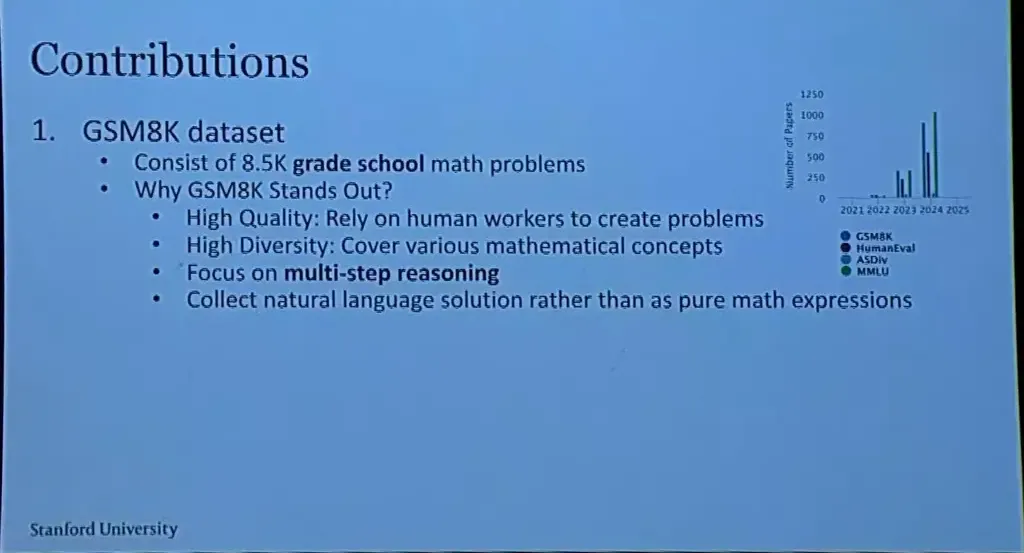 Contributions
1. GSM8K dataset
• Consist of 8.5K grade school math problems
• Why GSM8K Stands Out?
• High Quality: Rely on human workers to create problems
• High Diversity: Cover various mathematical concepts
• Focus on multi-step reasoning
• Collect natural language solution rather than as pure math expressions
Number of Papers
1250
1000
750
500
250
0
2021 2022 2023 2024 2025
GSM8K
HumanEval
ASDiv
MMLU
Stanford University